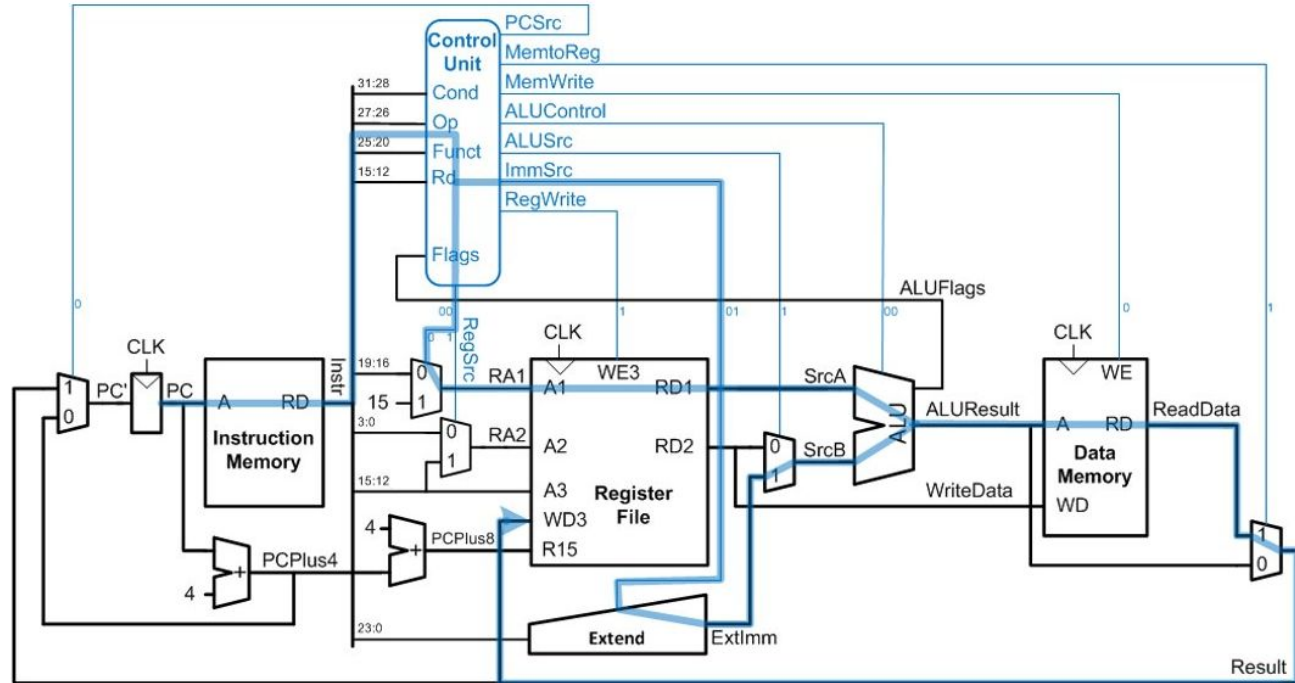 PCSrc
Control
Unit
MemtoReg
31:28
Cond
MemWrite
27:26
Op
ALUControl
25:20
Funct
ALUSrc
15:12
Rd
ImmSrc
RegWrite
Flags
ALUFlags
0
00
0 1
RegSrc
1
01
1
00
0
1
CLK
CLK
CLK
Instr
19:16
0
1
15
RA1
A1
WE3
RD1
SrcA
ALU
ALUResult
WE
1
0
PC'
PC
A
RD
Instruction
Memory
3:0
0
1
RA2
A2
RD2
0
1
SrcB
A
RD
ReadData
Data
Memory
15:12
A3
Register
File
WriteData
WD
WD3
4
+
PCPlus8
R15
1
0
PCPlus4
+
4
23:0
Extend
ExtImm
Result